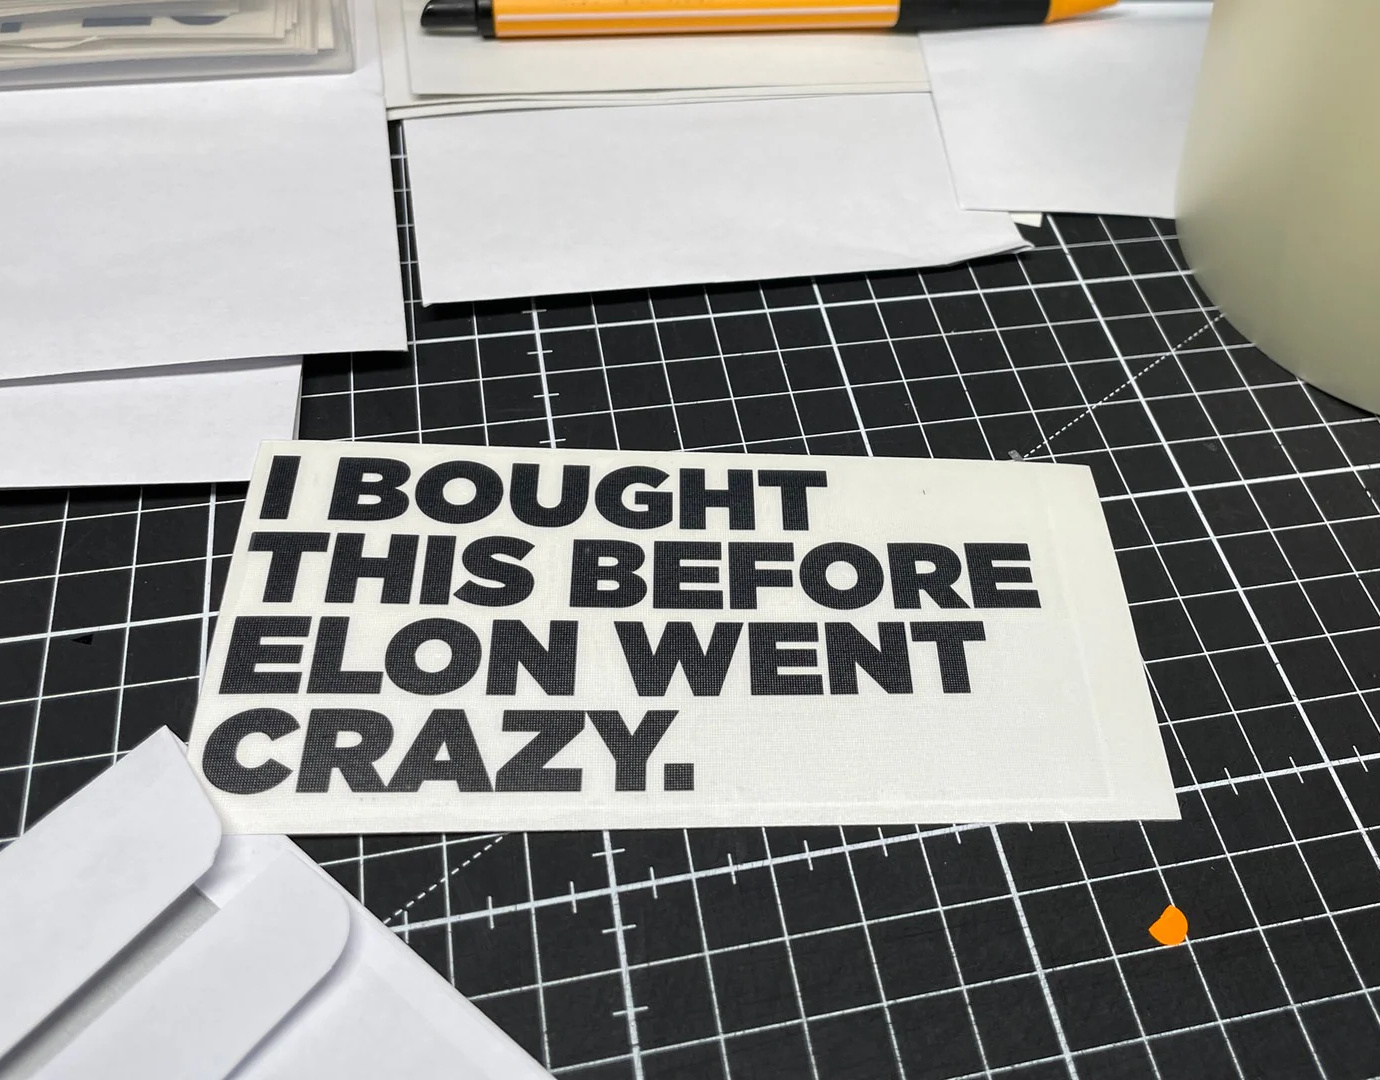 I BOUGHT
THIS BEFORE
ELON WENT
CRAZY.